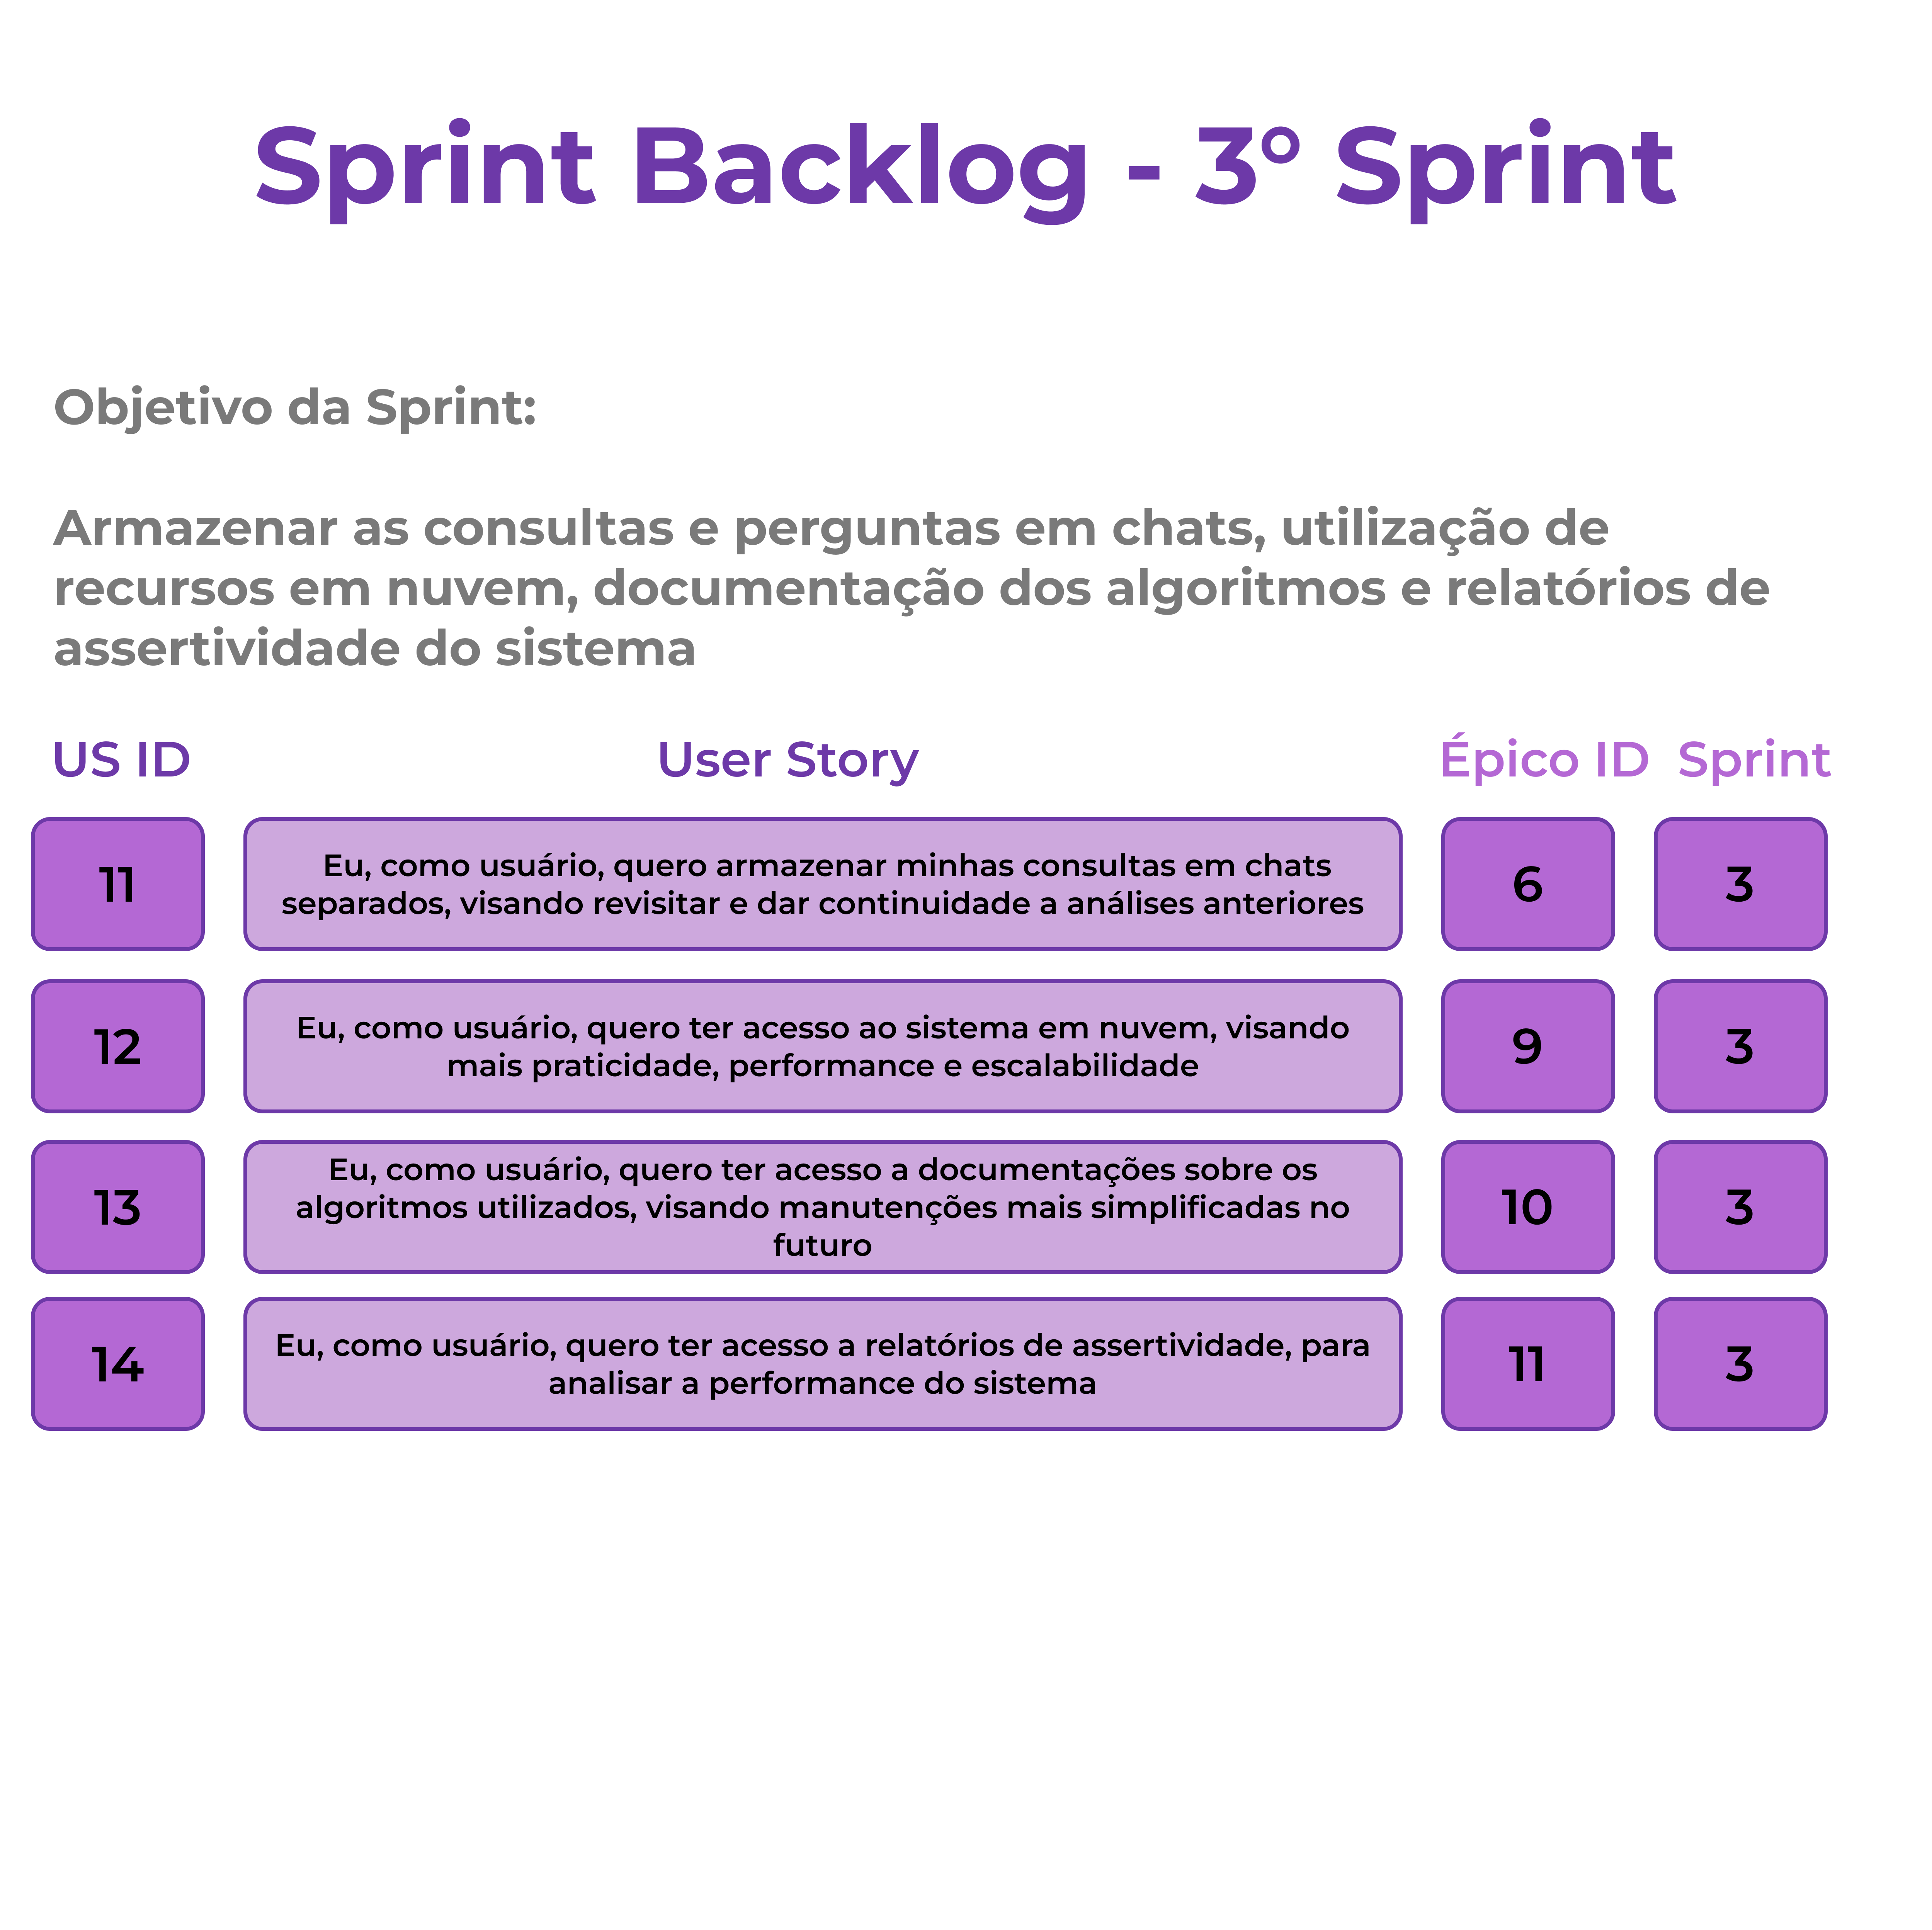 Sprint Backlog - 3° Sprint
Objetivo da Sprint:
Armazenar as consultas e perguntas em chats, utilização de
recursos em nuvem, documentação dos algoritmos e relatórios de
assertividade do sistema
US ID User Story Épico ID Sprint
11
Eu, como usuário, quero armazenar minhas consultas em chats
separados, visando revisitar e dar continuidade a análises anteriores
6
3
12
Eu, como usuário, quero ter acesso ao sistema em nuvem, visando
mais praticidade, performance e escalabilidade
9
3
13
Eu, como usuário, quero ter acesso a documentações sobre os
algoritmos utilizados, visando manutenções mais simplificadas no
futuro
10
3
14
Eu, como usuário, quero ter acesso a relatórios de assertividade, para
analisar a performance do sistema
11
3